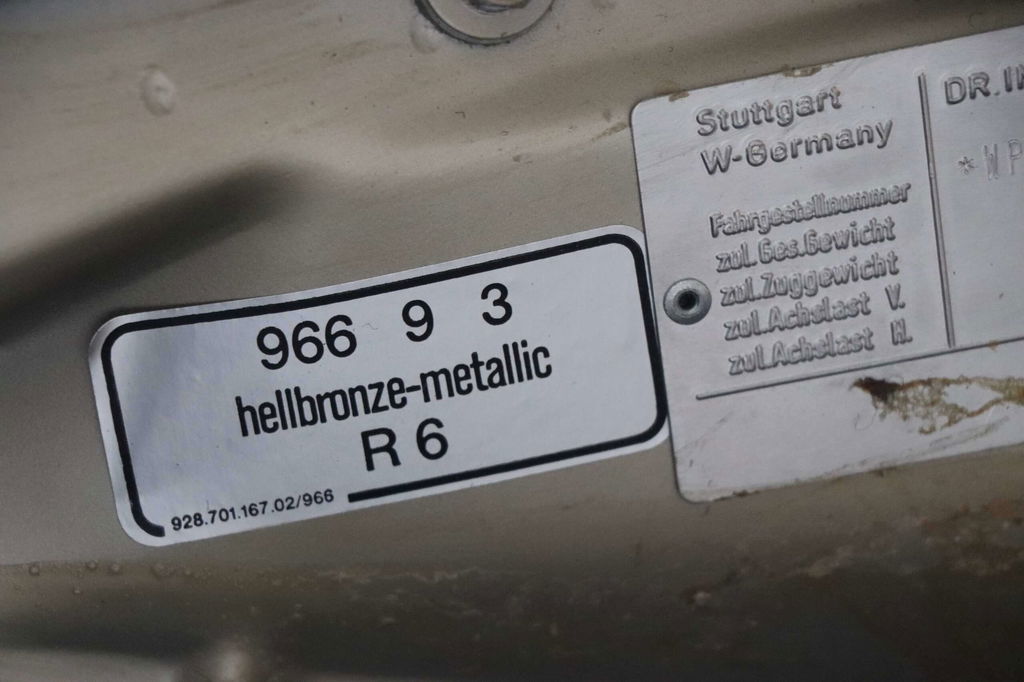 966 9 3
hellbronze-metallic
R 6
928.701.167.02/966
Stuttgart
W-Germany
Fahrgestellnummer
zul.Ges.Gewicht
zul.Zuggewicht
zul.Achslast V.
zul.Achslast H.
DR.I
*WP